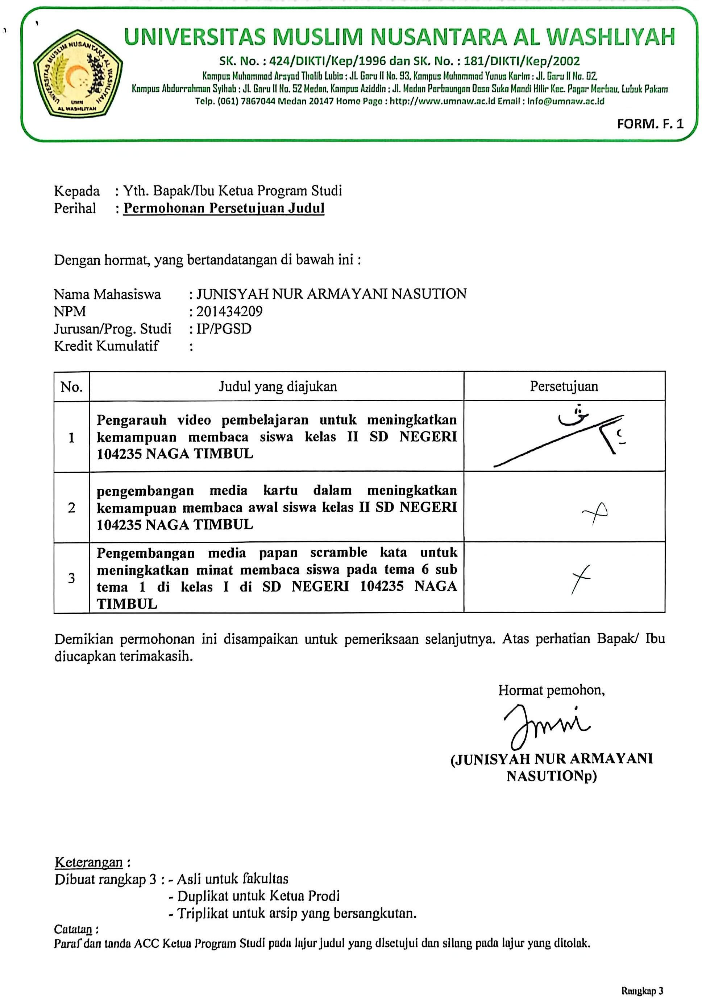 UNIVERSITAS MUSLIM NUSANTARA AL WASHLIYAH
UMN
AL WASHLIYAH
UNIVERSITAS MUSLIM NUSANTARA AL WASHLIYAH
SK. No. : 424/DIKTI/Kep/1996 dan SK. No. : 181/DIKTI/Kep/2002
Kampus Muhammad Arsyad Thalib Lubis : Jl. Garu II No. 93, Kampus Muhammad Yunus Karim : Jl. Garu II No. 02,
Kampus Abdurrahman Syihab : Jl. Garu II No. 52 Medan, Kampus Aziddin : Jl. Medan Perbaungan Desa Suka Mandi Hilir Kec. Pagar Merbau, Lubuk Pakam
Telp. (061) 7867044 Medan 20147 Home Page : http://www.umnaw.ac.id Email : info@umnaw.ac.id
FORM. F. 1
Kepada : Yth. Bapak/Ibu Ketua Program Studi
Perihal : Permohonan Persetujuan Judul
Dengan hormat, yang bertandatangan di bawah ini :
Nama Mahasiswa : JUNISYAH NUR ARMAYANI NASUTION
NPM : 201434209
Jurusan/Prog. Studi : IP/PGSD
Kredit Kumulatif :
No. Judul yang diajukan Persetujuan
1 Pengarauh video pembelajaran untuk meningkatkan
kemampuan membaca siswa kelas II SD NEGERI
104235 NAGA TIMBUL
2 pengembangan media kartu dalam meningkatkan
kemampuan membaca awal siswa kelas II SD NEGERI
104235 NAGA TIMBUL
3 Pengembangan media papan scramble kata untuk
meningkatkan minat membaca siswa pada tema 6 sub
tema 1 di kelas I di SD NEGERI 104235 NAGA
TIMBUL
Demikian permohonan ini disampaikan untuk pemeriksaan selanjutnya. Atas perhatian Bapak/ Ibu
diucapkan terimakasih.
Hormat pemohon,
(JUNISYAH NUR ARMAYANI
NASUTIONp)
Keterangan :
Dibuat rangkap 3 : - Asli untuk fakultas
- Duplikat untuk Ketua Prodi
- Triplikat untuk arsip yang bersangkutan.
Catatan :
Paraf dan tanda ACC Ketua Program Studi pada lajur judul yang disetujui dan silang pada lajur yang ditolak.
Rangkap 3